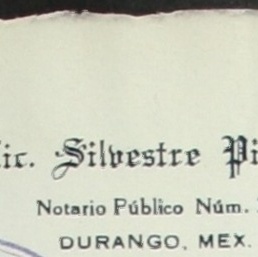 ic. Silvestre Pi
Notario Público Núm.
DURANGO, MEX.